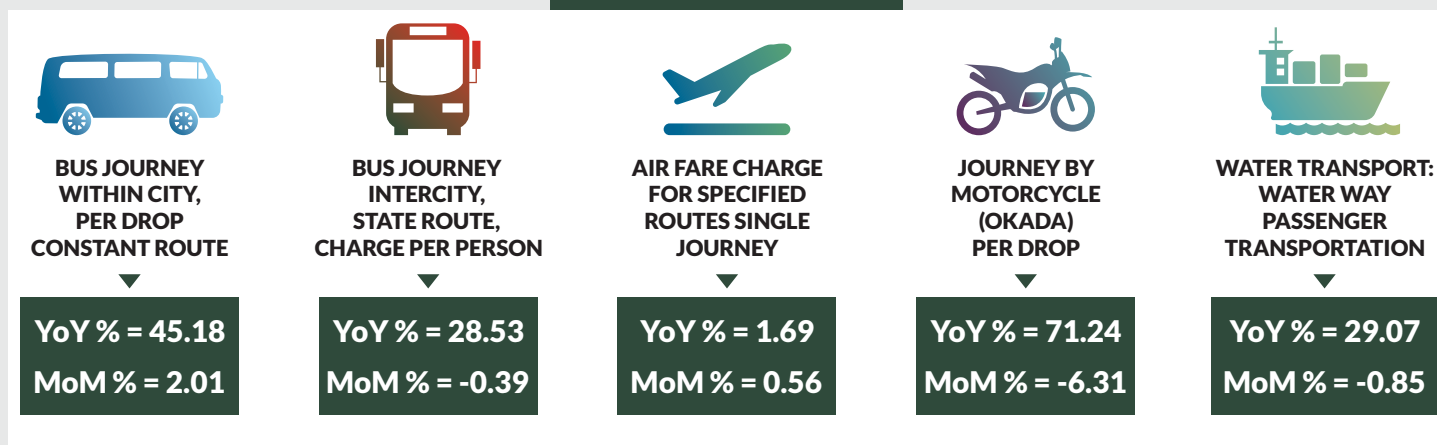 BUS JOURNEY
WITHIN CITY,
PER DROP
CONSTANT ROUTE
YoY % = 45.18
MoM % = 2.01
BUS JOURNEY
INTERCITY,
STATE ROUTE,
CHARGE PER PERSON
YoY % = 28.53
MoM % = -0.39
AIR FARE CHARGE
FOR SPECIFIED
ROUTES SINGLE
JOURNEY
YoY % = 1.69
MoM % = 0.56
JOURNEY BY
MOTORCYCLE
(OKADA)
PER DROP
YoY % = 71.24
MoM % = -6.31
WATER TRANSPORT:
WATER WAY
PASSENGER
TRANSPORTATION
YoY % = 29.07
MoM % = -0.85